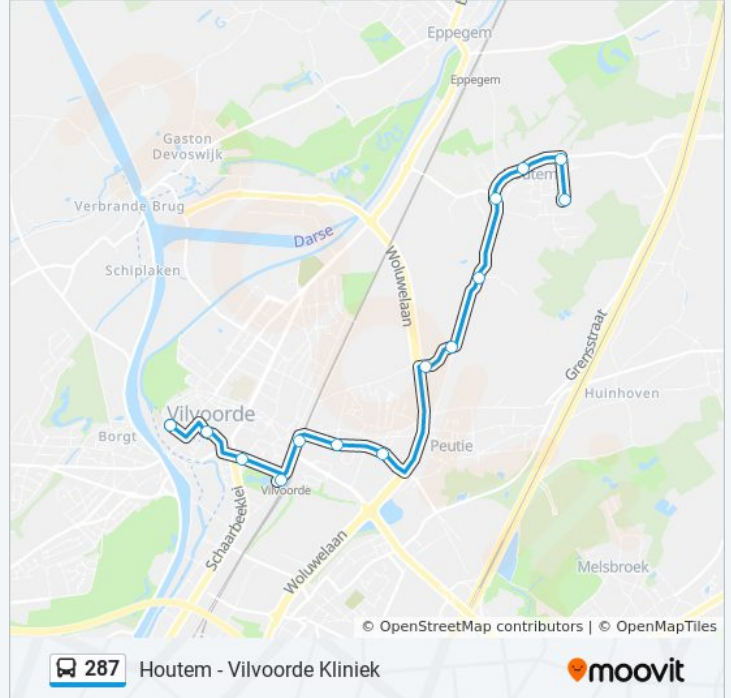 Eppegem
Eppegem
Gaston
Devoswijk
Verbrande Brug
Darse
Schiplaken
Woluwelaan
Grensstraat
Huinhoven
Vilvoorde
Borgt
Peutie
Vilvoorde
Schaarbeeklei
Woluwelaan
Melsbroek
© OpenStreetMap contributors | © OpenMapTiles
287 Houtem - Vilvoorde Kliniek
moovit